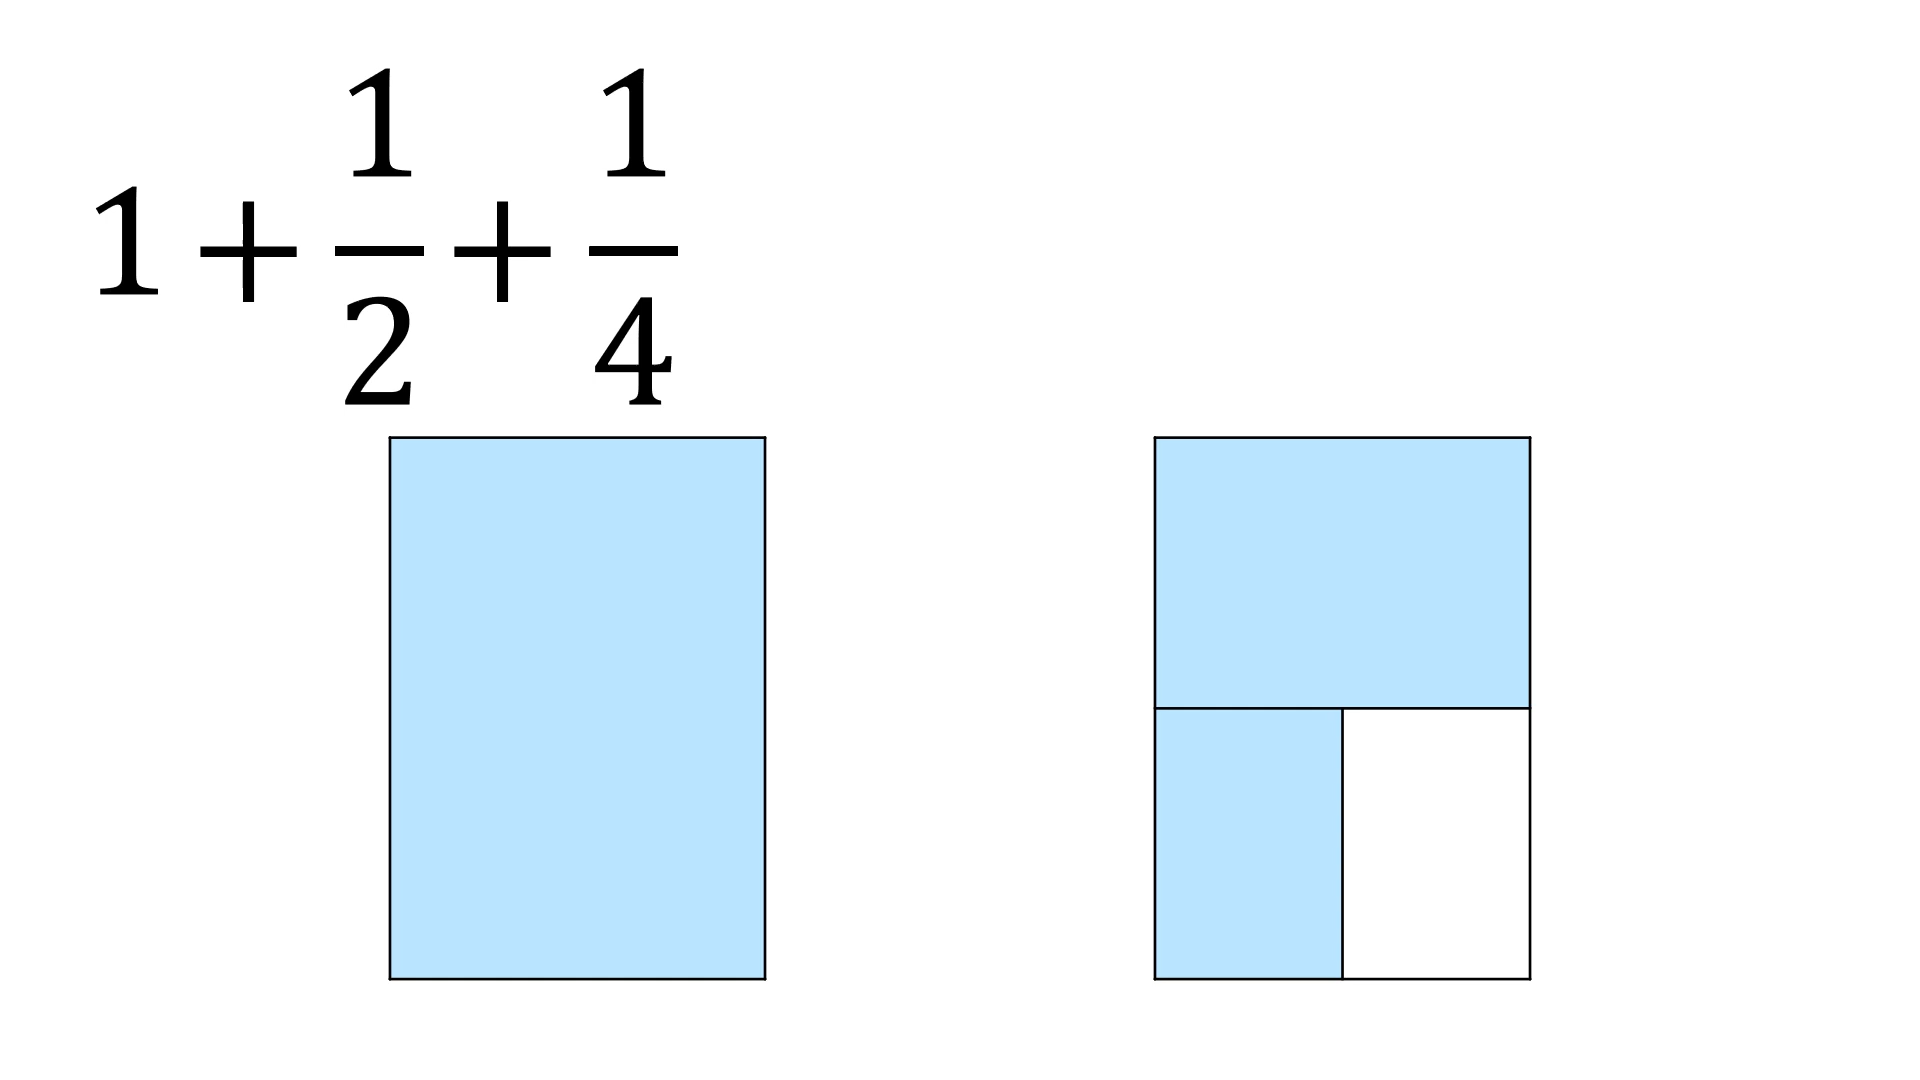 1 + 1/2 + 1/4